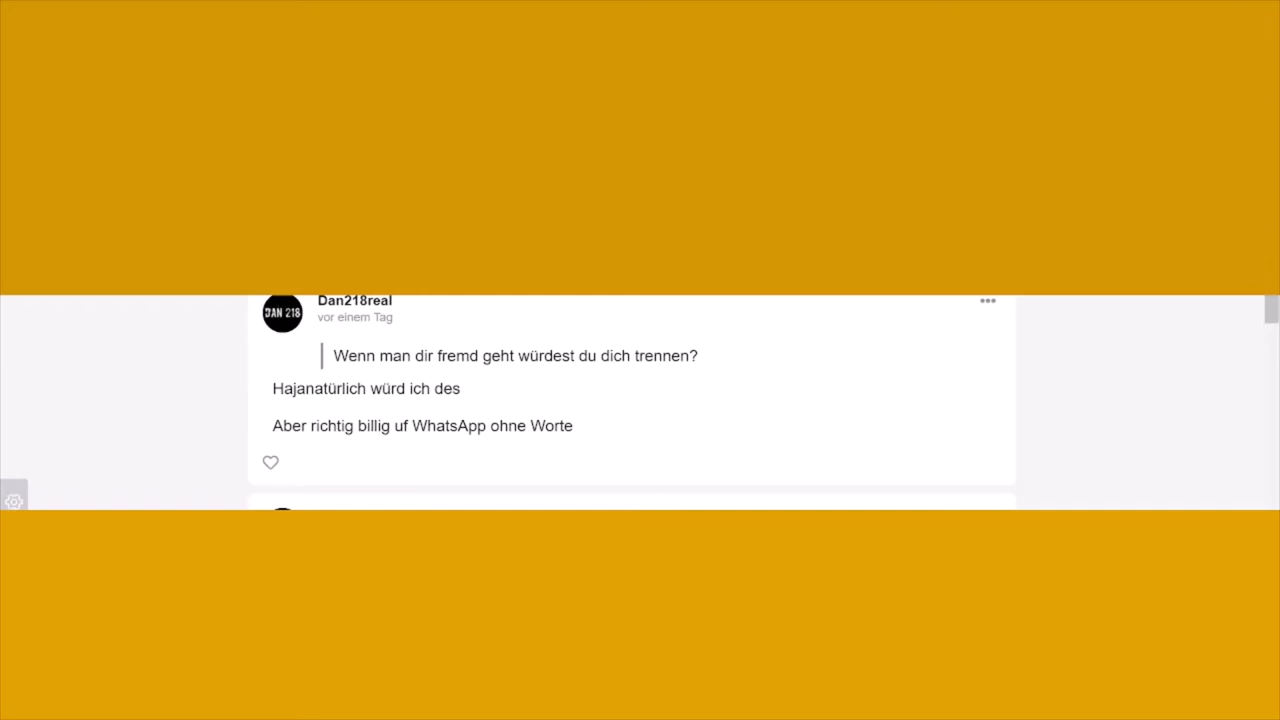 Dan218real
DAN 218
vor einem Tag
Wenn man dir fremd geht würdest du dich trennen?
Hajanatürlich würd ich des
Aber richtig billig uf WhatsApp ohne Worte